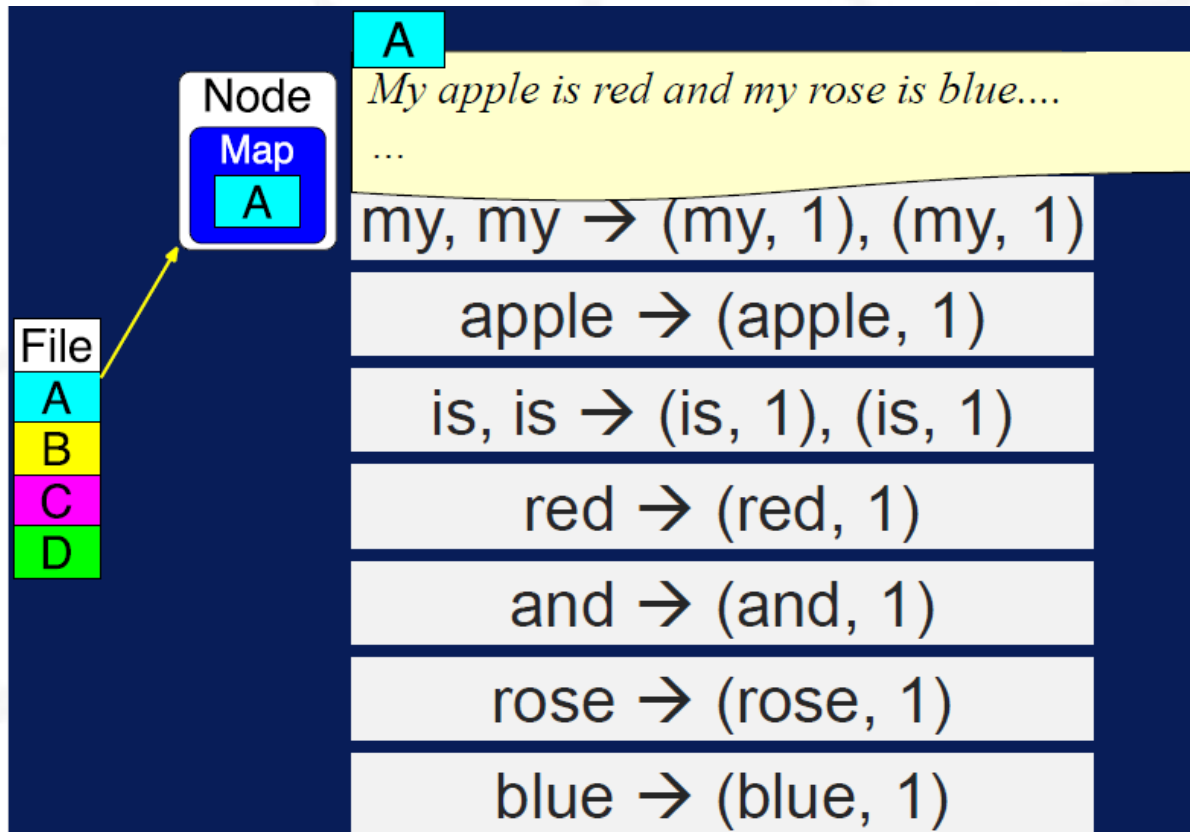 A
My apple is red and my rose is blue....
...
Node
Map
A
my, my → (my, 1), (my, 1)
apple → (apple, 1)
is, is → (is, 1), (is, 1)
red → (red, 1)
and → (and, 1)
rose → (rose, 1)
blue → (blue, 1)
File
A
B
C
D